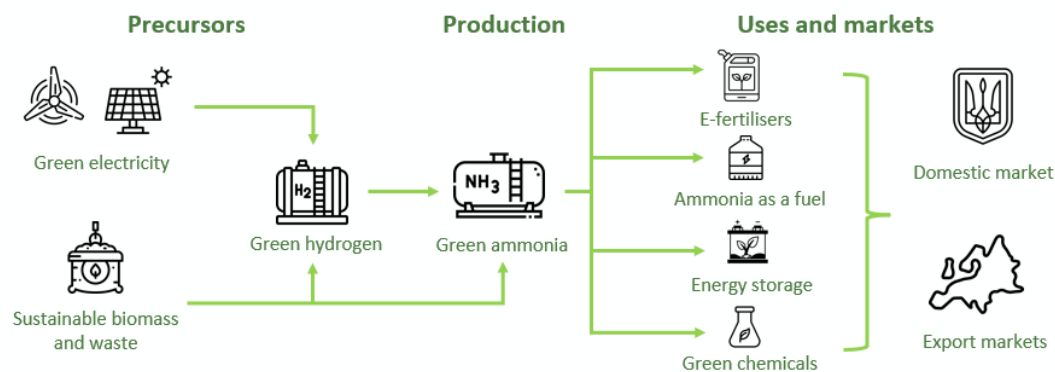 Precursors
Production
Uses and markets
Green electricity
Sustainable biomass
and waste
H₂
Green hydrogen
NH₃
Green ammonia
E-fertilisers
Ammonia as a fuel
Energy storage
Green chemicals
Domestic market
Export markets